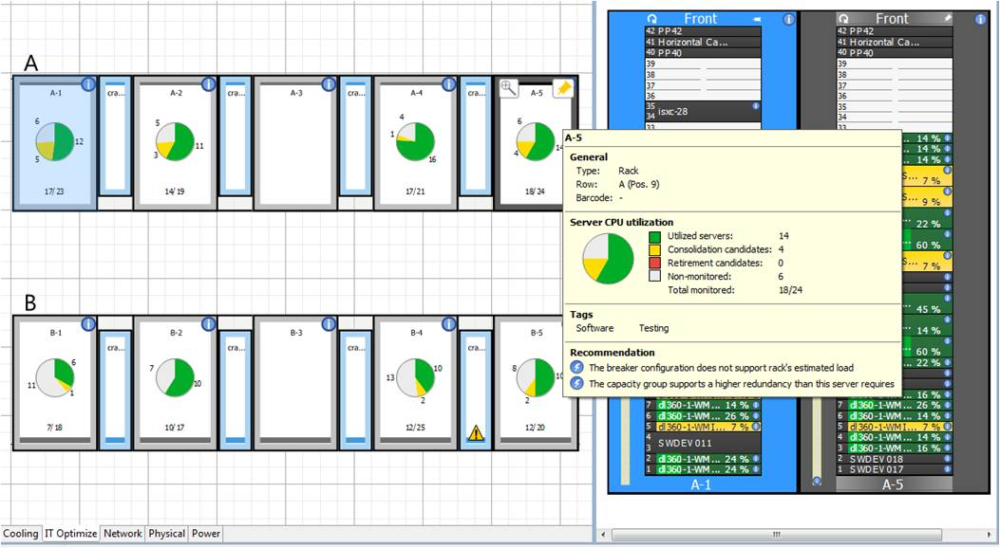 A
A-1
cra...
A-2
cra...
A-3
cra...
A-4
cra...
A-5
6
12
5
17/23
5
11
3
14/19
4
1
16
17/21
6
14
4
18/24
B
B-1
cra...
B-2
cra...
B-3
cra...
B-4
cra...
B-5
6
11
1
7/18
7
10
10/17
13
10
2
12/25
8
10
2
12/20
Cooling
IT Optimize
Network
Physical
Power
Front
42 PP42
41 Horizontal Ca...
40 PP40
39
38
37
36
35
34 isxc-28
33
7 dl360-1-WM ... 14 %
6 dl360-1-WM ... 26 %
5 dl360-1-WMI... 7 %
4
3 SWDEV 011
2 dl360-1-WM ... 24 %
1 dl360-1-WM ... 24 %
A-1
Front
42 PP42
41 Horizontal Ca...
40 PP40
39
38
37
36
35
34
33
14 %
14 %
14 %
S... 7 %
S... 9 %
22 %
60 %
S... 7 %
45 %
14 %
60 %
22 %
16 %
7 dl360-1-WM ... 26 %
6 dl360-1-WM ... 14 %
5 dl360-1-WMI... 7 %
4 dl360-1-WM ... 14 %
3 dl360-1-WM ... 16 %
2 SWDEV 018
1 SWDEV 017
A-5
A-5
General
Type: Rack
Row: A (Pos. 9)
Barcode: -
Server CPU utilization
Utilized servers: 14
Consolidation candidates: 4
Retirement candidates: 0
Non-monitored: 6
Total monitored: 18/24
Tags
Software Testing
Recommendation
The breaker configuration does not support rack's estimated load
The capacity group supports a higher redundancy than this server requires